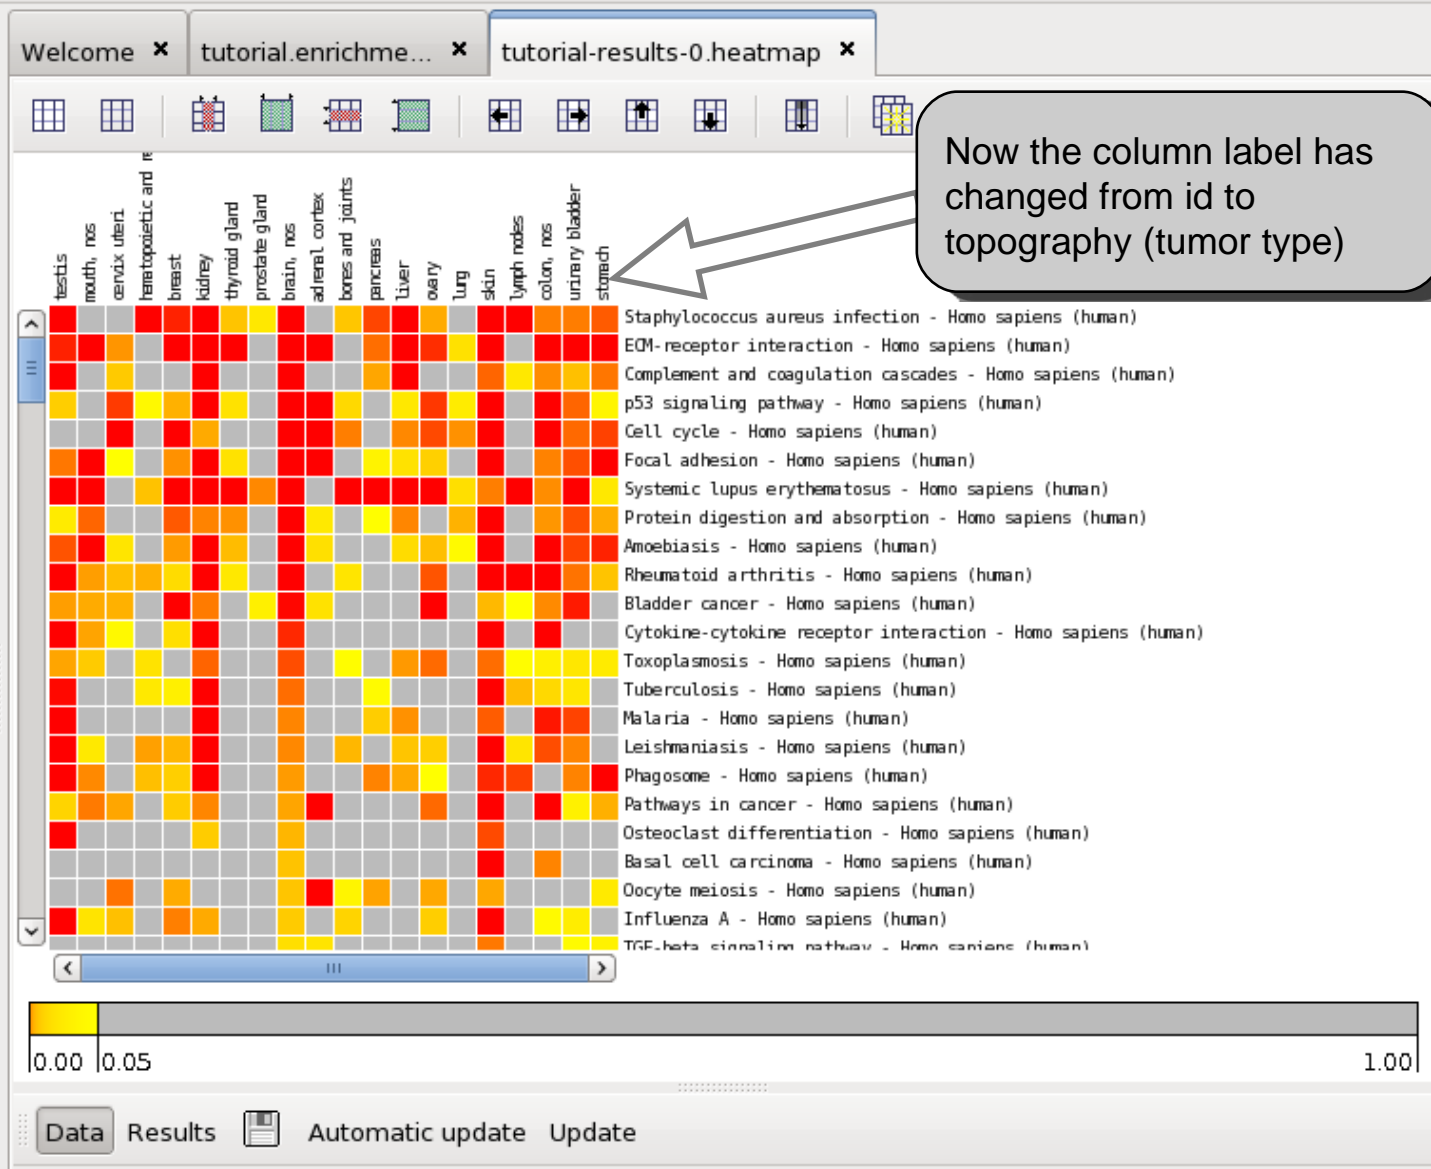 Welcome
tutorial.enrichme...
tutorial-results-0.heatmap
Now the column label has
changed from id to
topography (tumor type)
testis
mouth, nos
cervix uteri
hematopoietic and
breast
kidney
thyroid gland
prostate gland
brain, nos
adrenal cortex
bones and joints
pancreas
liver
ovary
lung
skin
lymph nodes
colon, nos
urinary bladder
stomach
Staphylococcus aureus infection - Homo sapiens (human)
ECM-receptor interaction - Homo sapiens (human)
Complement and coagulation cascades - Homo sapiens (human)
p53 signaling pathway - Homo sapiens (human)
Cell cycle - Homo sapiens (human)
Focal adhesion - Homo sapiens (human)
Systemic lupus erythematosus - Homo sapiens (human)
Protein digestion and absorption - Homo sapiens (human)
Amoebiasis - Homo sapiens (human)
Rheumatoid arthritis - Homo sapiens (human)
Bladder cancer - Homo sapiens (human)
Cytokine-cytokine receptor interaction - Homo sapiens (human)
Toxoplasmosis - Homo sapiens (human)
Tuberculosis - Homo sapiens (human)
Malaria - Homo sapiens (human)
Leishmaniasis - Homo sapiens (human)
Phagosome - Homo sapiens (human)
Pathways in cancer - Homo sapiens (human)
Osteoclast differentiation - Homo sapiens (human)
Basal cell carcinoma - Homo sapiens (human)
Oocyte meiosis - Homo sapiens (human)
Influenza A - Homo sapiens (human)
TGF-beta signaling pathway - Homo sapiens (human)
0.00 0.05 1.00
Data Results Automatic update Update